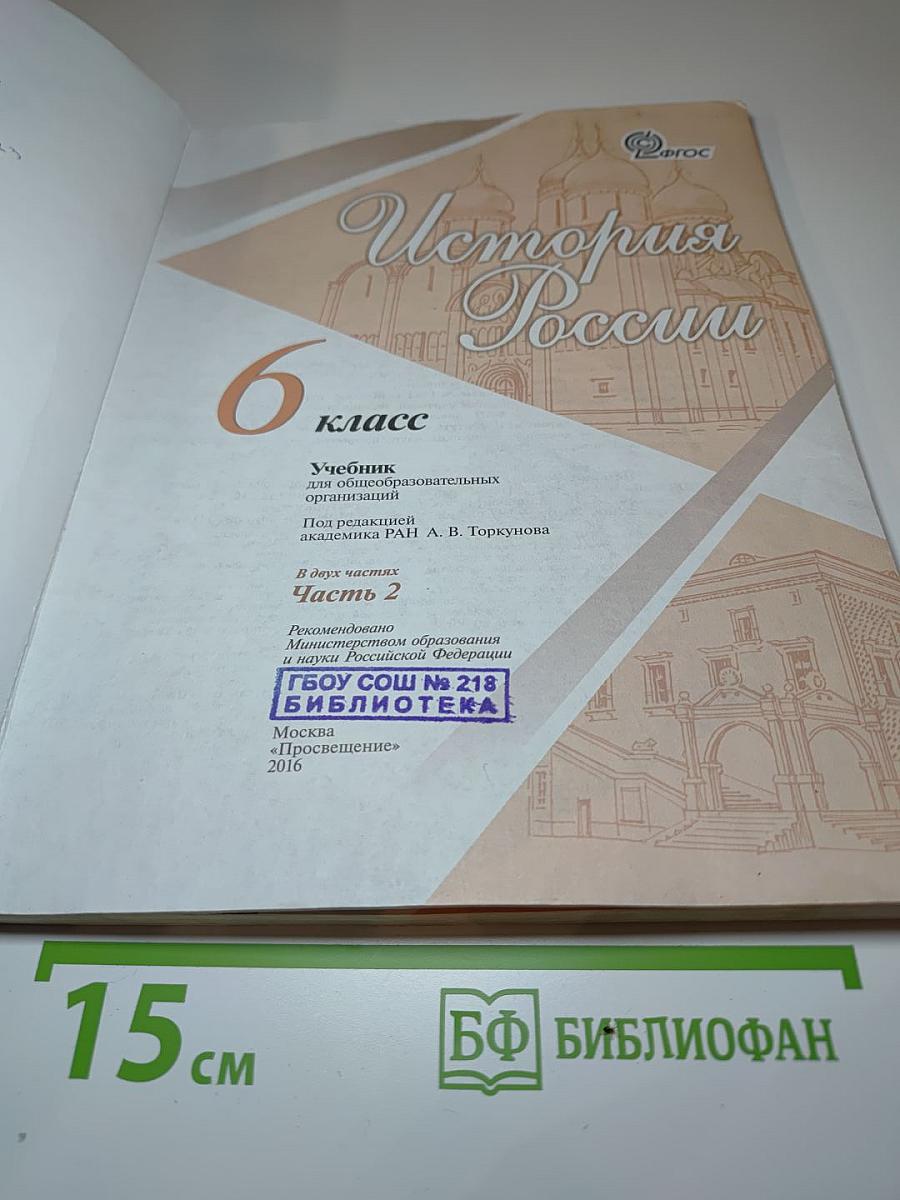 ФГОС
История
России
6 класс
Учебник
для общеобразовательных
организаций
Под редакцией
академика РАН А. В. Торкунова
В двух частях
Часть 2
Рекомендовано
Министерством образования
и науки Российской Федерации
ГБОУ СОШ № 218
БИБЛИОТЕКА
Москва
«Просвещение»
2016
15 см
БФ БИБЛИОФАН